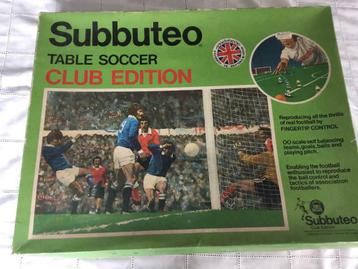 Subbuteo
TABLE SOCCER
CLUB EDITION
Reproducing all the thrills
of real football by
FINGERTIP CONTROL
OO scale self balancing
teams, goals, balls and
playing pitch.
Enabling the football
enthusiast to reproduce
the ball control and
tactics of association
footballers.
Subbuteo
Club Edition